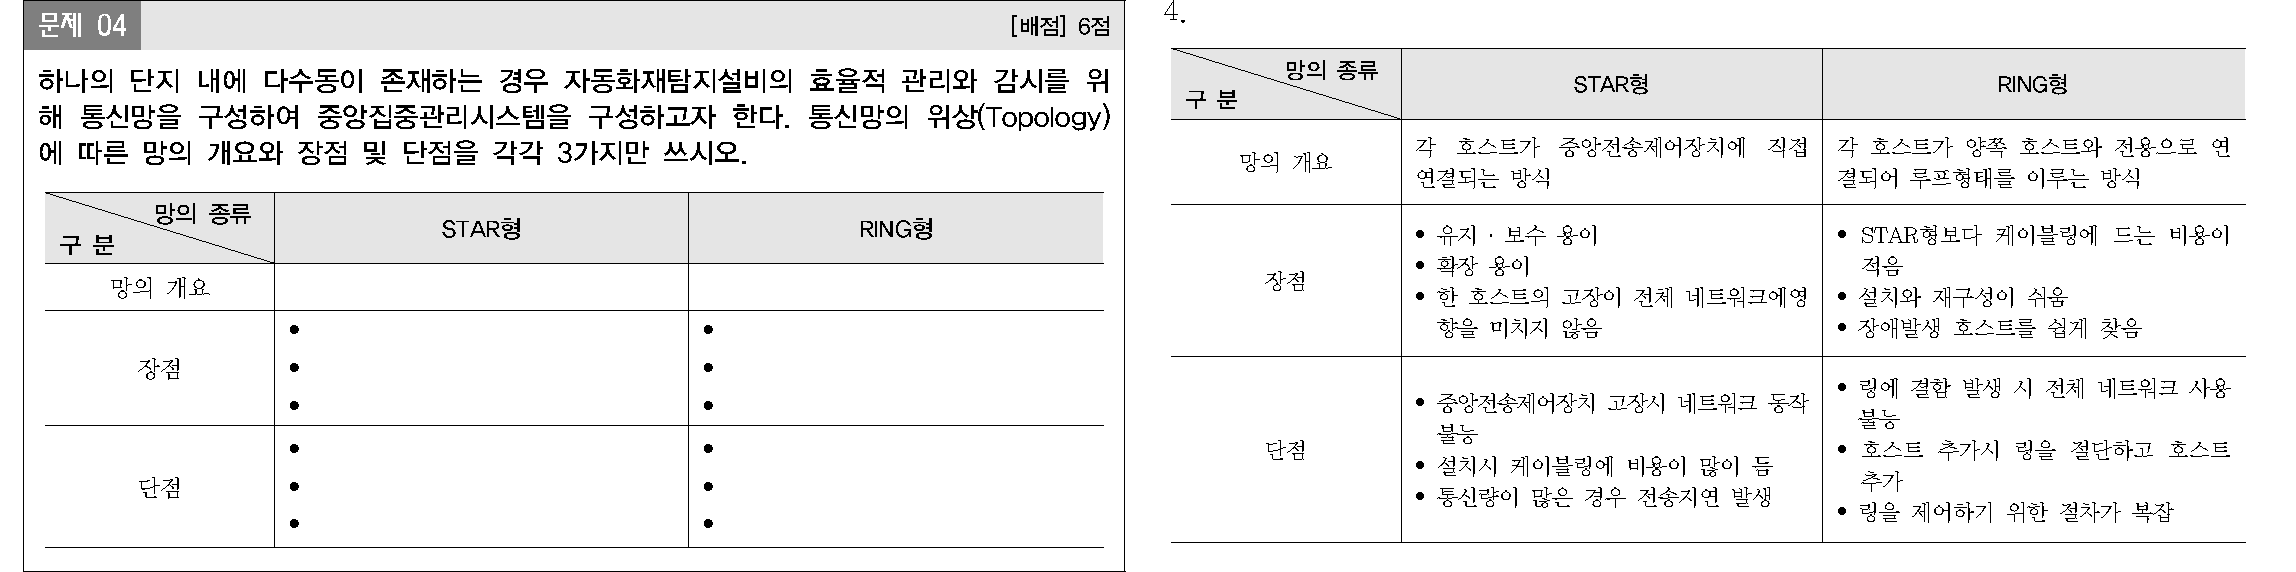 문제 04
[배점] 6점
하나의 단지 내에 다수동이 존재하는 경우 자동화재탐지설비의 효율적 관리와 감시를 위
해 통신망을 구성하여 중앙집중관리시스템을 구성하고자 한다. 통신망의 위상(Topology)
에 따른 망의 개요와 장점 및 단점을 각각 3가지만 쓰시오.
망의 종류
구 분
STAR형
RING형
망의 개요
장점
•
•
•
•
•
•
단점
•
•
•
•
•
•
4.
망의 종류
구 분
STAR형
RING형
망의 개요
각 호스트가 중앙전송제어장치에 직접
연결되는 방식
각 호스트가 양쪽 호스트와 전용으로 연
결되어 루프형태를 이루는 방식
장점
• 유지 · 보수 용이
• 확장 용이
• 한 호스트의 고장이 전체 네트워크에영
향을 미치지 않음
• STAR형보다 케이블링에 드는 비용이
적음
• 설치와 재구성이 쉬움
• 장애발생 호스트를 쉽게 찾음
단점
• 중앙전송제어장치 고장시 네트워크 동작
불능
• 설치시 케이블링에 비용이 많이 듬
• 통신량이 많은 경우 전송지연 발생
• 링에 결함 발생 시 전체 네트워크 사용
불능
• 호스트 추가시 링을 절단하고 호스트
추가
• 링을 제어하기 위한 절차가 복잡